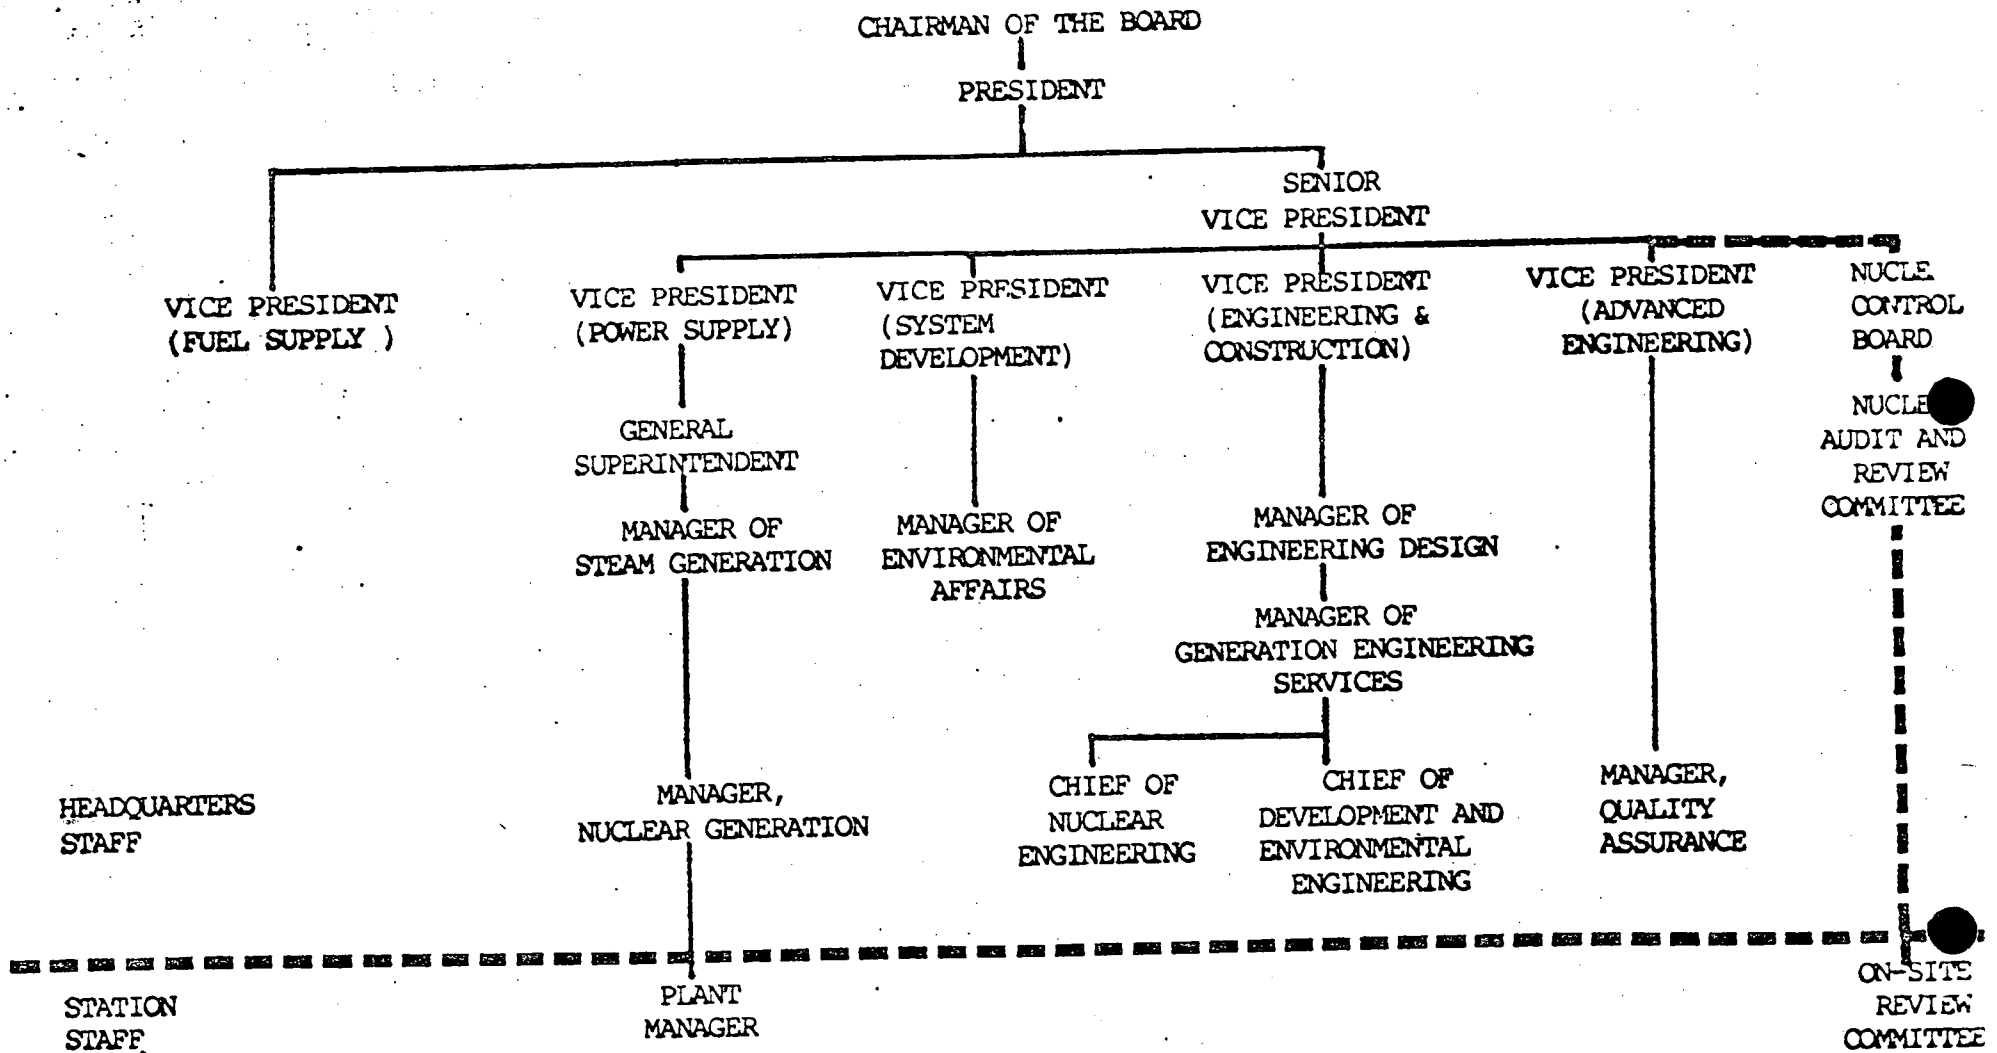 CHAIRMAN OF THE BOARD
PRESIDENT
SENIOR
VICE PRESIDENT
VICE PRESIDENT
(FUEL SUPPLY )
VICE PRESIDENT
(POWER SUPPLY)
VICE PRESIDENT
(SYSTEM
DEVELOPMENT)
VICE PRESIDENT
(ENGINEERING &
CONSTRUCTION)
VICE PRESIDENT
(ADVANCED
ENGINEERING)
CONTROL
BOARD
GENERAL
SUPERINTENDENT
AUDIT AND
REVIEW
COMMITTEE
MANAGER OF
STEAM GENERATION
MANAGER OF
ENVIRONMENTAL
AFFAIRS
MANAGER OF
ENGINEERING DESIGN
MANAGER OF
GENERATION ENGINEERING
SERVICES
HEADQUARTERS
STAFF
MANAGER,
NUCLEAR GENERATION
CHIEF OF
NUCLEAR
ENGINEERING
CHIEF OF
DEVELOPMENT AND
ENVIRONMENTAL
ENGINEERING
MANAGER,
QUALITY
ASSURANCE
STATION
STAFF
PLANT
MANAGER
ON-SITE
REVIEW
COMMITTEE